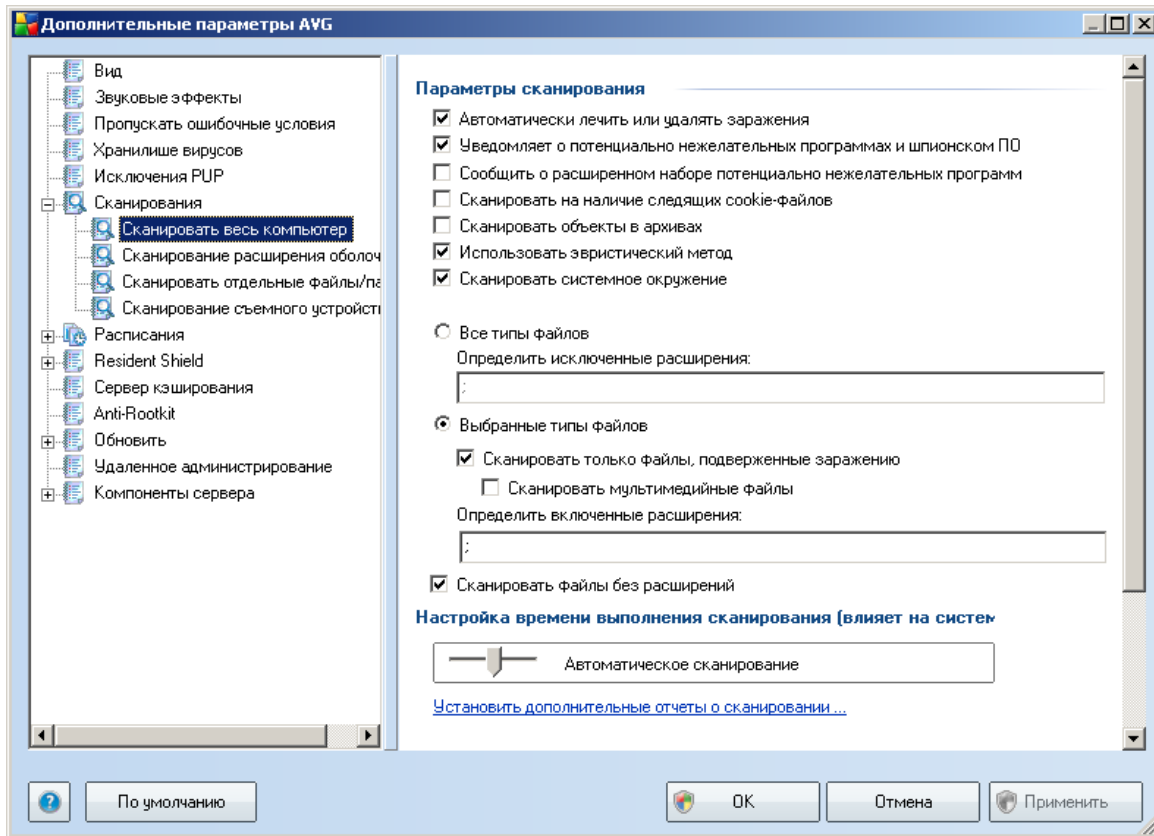 Дополнительные параметры AVG
Вид
Звуковые эффекты
Пропускать ошибочные условия
Хранилише вирусов
Исключения PUP
Сканирования
Сканировать весь компьютер
Сканирование расширения оболоч
Сканировать отдельные файлы/па
Сканирование съемного устройсти
Расписания
Resident Shield
Сервер кэширования
Anti-Rootkit
Обновить
Удаленное администрирование
Компоненты сервера
Параметры сканирования
Автоматически лечить или удалять заражения
Уведомляет о потенциально нежелательных программах и шпионском ПО
Сообщить о расширенном наборе потенциально нежелательных программ
Сканировать на наличие следящих cookie-файлов
Сканировать объекты в архивах
Использовать эвристический метод
Сканировать системное окружение
Все типы файлов
Определить исключенные расширения:
;
Выбранные типы файлов
Сканировать только файлы, подверженные заражению
Сканировать мультимедийные файлы
Определить включенные расширения:
;
Сканировать файлы без расширений
Настройка времени выполнения сканирования (влияет на систем
Автоматическое сканирование
Установить дополнительные отчеты о сканировании ...
По умолчанию
OK
Отмена
Применить